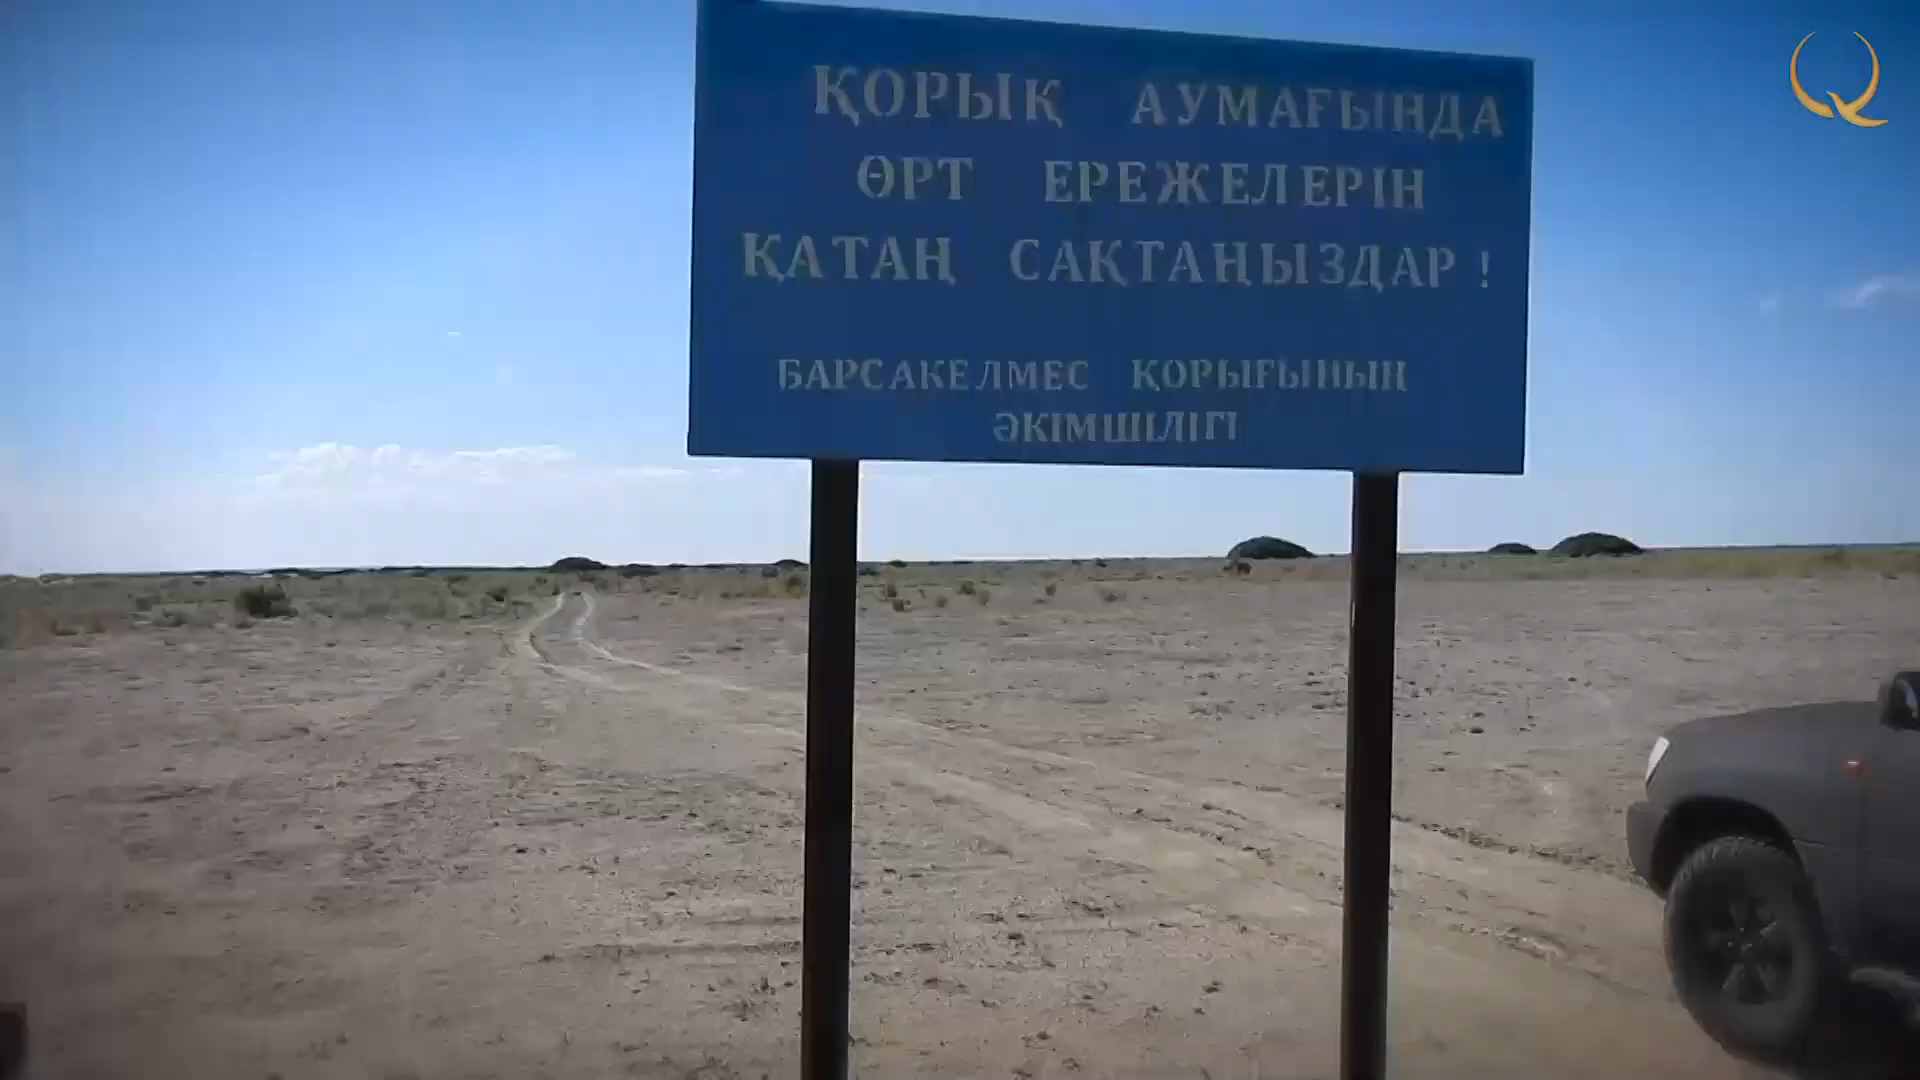 ҚОРЫҚ АУМАҒЫНДА
ӨРТ ЕРЕЖЕЛЕРІН
ҚАТАҢ САҚТАҢЫЗДАР !
БАРСАКЕЛМЕС ҚОРЫҒЫНЫҢ
ӘКІМШІЛІГІ